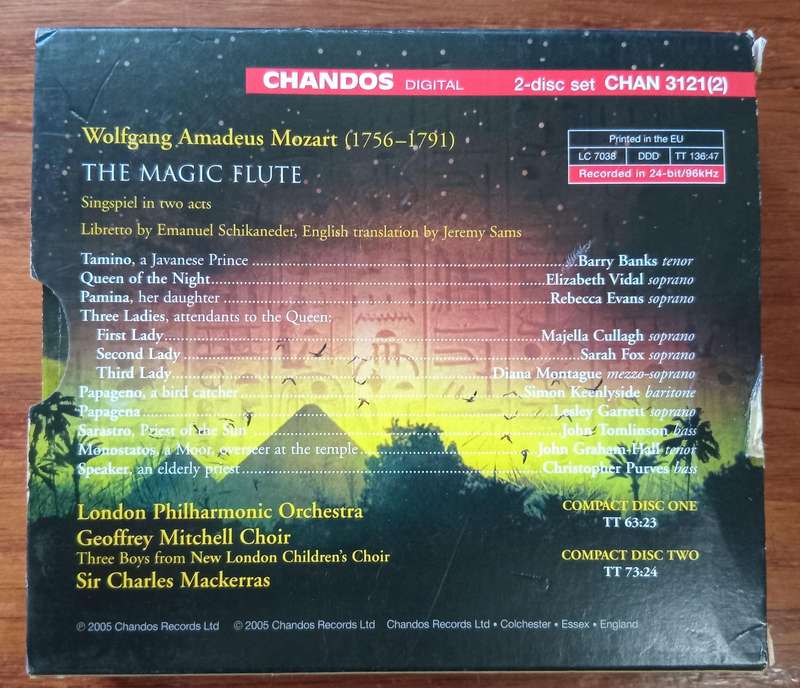 CHANDOS DIGITAL 2-disc set CHAN 3121(2)
Wolfgang Amadeus Mozart (1756–1791)
THE MAGIC FLUTE
Singspiel in two acts
Libretto by Emanuel Schikaneder, English translation by Jeremy Sams
Printed in the EU
LC 7038 DDD TT 136:47
Recorded in 24-bit/96kHz
Tamino, a Javanese Prince ........ Barry Banks tenor
Queen of the Night ........ Elizabeth Vidal soprano
Pamina, her daughter ........ Rebecca Evans soprano
Three Ladies, attendants to the Queen:
First Lady ........ Majella Cullagh soprano
Second Lady ........ Sarah Fox soprano
Third Lady ........ Diana Montague mezzo-soprano
Papageno, a bird catcher ........ Simon Keenlyside baritone
Papagena ........ Lesley Garrett soprano
Sarastro, Priest of the Sun ........ John Tomlinson bass
Monostatos, a Moor, overseer at the temple ........ John Graham-Hall tenor
Speaker, an elderly priest ........ Christopher Purves bass
London Philharmonic Orchestra
Geoffrey Mitchell Choir
Three Boys from New London Children's Choir
Sir Charles Mackerras
COMPACT DISC ONE
TT 63:23
COMPACT DISC TWO
TT 73:24
℗ 2005 Chandos Records Ltd © 2005 Chandos Records Ltd Chandos Records Ltd • Colchester • Essex • England